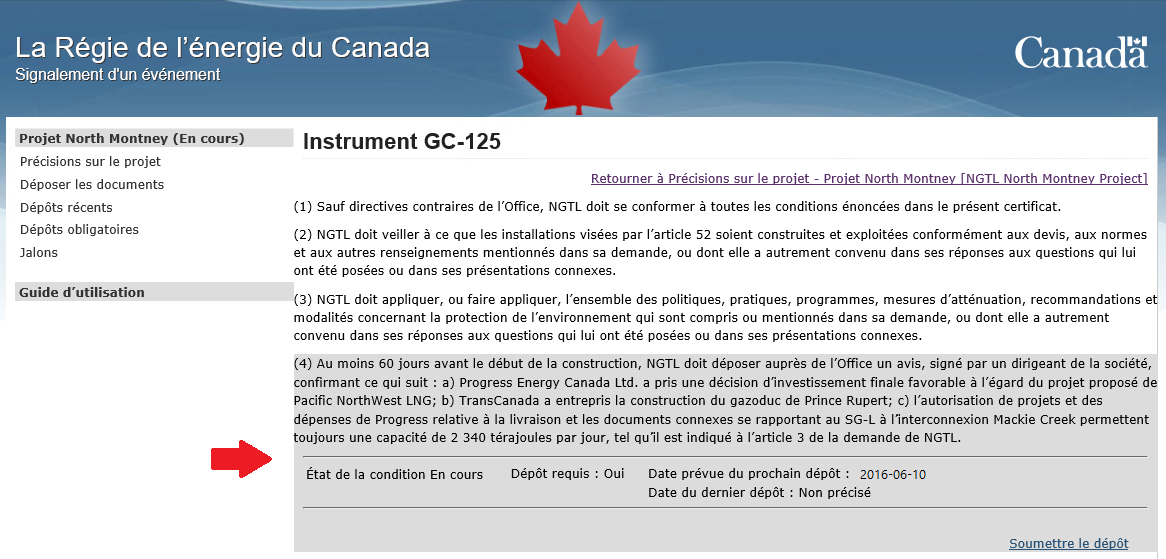 La Régie de l’énergie du Canada
Signalement d'un événement
Canada
Projet North Montney (En cours)
Précisions sur le projet
Déposer les documents
Dépôts récents
Dépôts obligatoires
Jalons
Guide d’utilisation
Instrument GC-125
Retourner à Précisions sur le projet - Projet North Montney [NGTL North Montney Project]
(1) Sauf directives contraires de l’Office, NGTL doit se conformer à toutes les conditions énoncées dans le présent certificat.
(2) NGTL doit veiller à ce que les installations visées par l’article 52 soient construites et exploitées conformément aux devis, aux normes
et aux autres renseignements mentionnés dans sa demande, ou dont elle a autrement convenu dans ses réponses aux questions qui lui
ont été posées ou dans ses présentations connexes.
(3) NGTL doit appliquer, ou faire appliquer, l’ensemble des politiques, pratiques, programmes, mesures d’atténuation, recommandations et
modalités concernant la protection de l’environnement qui sont compris ou mentionnés dans sa demande, ou dont elle a autrement
convenu dans ses réponses aux questions qui lui ont été posées ou dans ses présentations connexes.
(4) Au moins 60 jours avant le début de la construction, NGTL doit déposer auprès de l’Office un avis, signé par un dirigeant de la société,
confirmant ce qui suit : a) Progress Energy Canada Ltd. a pris une décision d’investissement finale favorable à l’égard du projet proposé de
Pacific NorthWest LNG; b) TransCanada a entrepris la construction du gazoduc de Prince Rupert; c) l’autorisation de projets et des
dépenses de Progress relative à la livraison et les documents connexes se rapportant au SG-L à l’interconnexion Mackie Creek permettent
toujours une capacité de 2 340 térajoules par jour, tel qu’il est indiqué à l’article 3 de la demande de NGTL.
État de la condition En cours Dépôt requis : Oui Date prévue du prochain dépôt : 2016-06-10
Date du dernier dépôt : Non précisé
Soumettre le dépôt